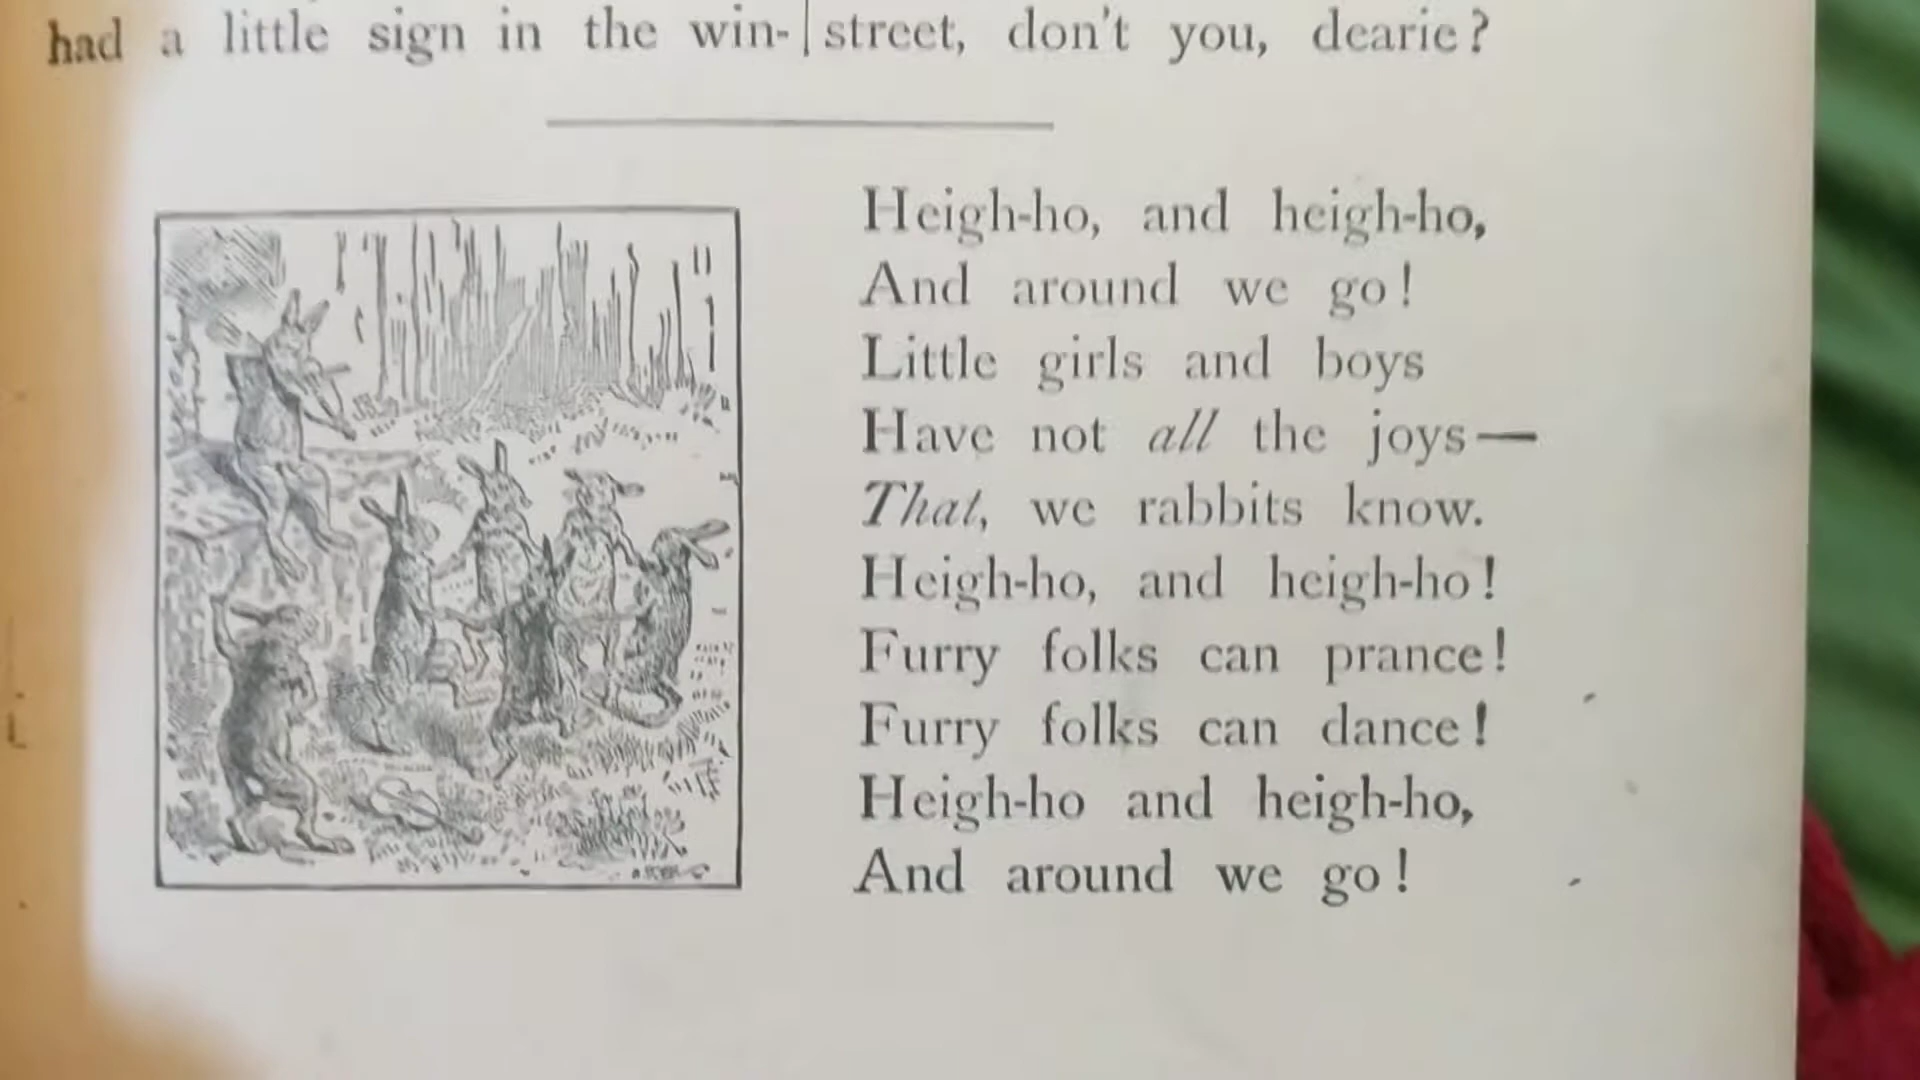 had a little sign in the win-
street, don't you, dearie?
Heigh-ho, and heigh-ho,
And around we go!
Little girls and boys
Have not all the joys—
That, we rabbits know.
Heigh-ho, and heigh-ho!
Furry folks can prance!
Furry folks can dance!
Heigh-ho and heigh-ho,
And around we go!